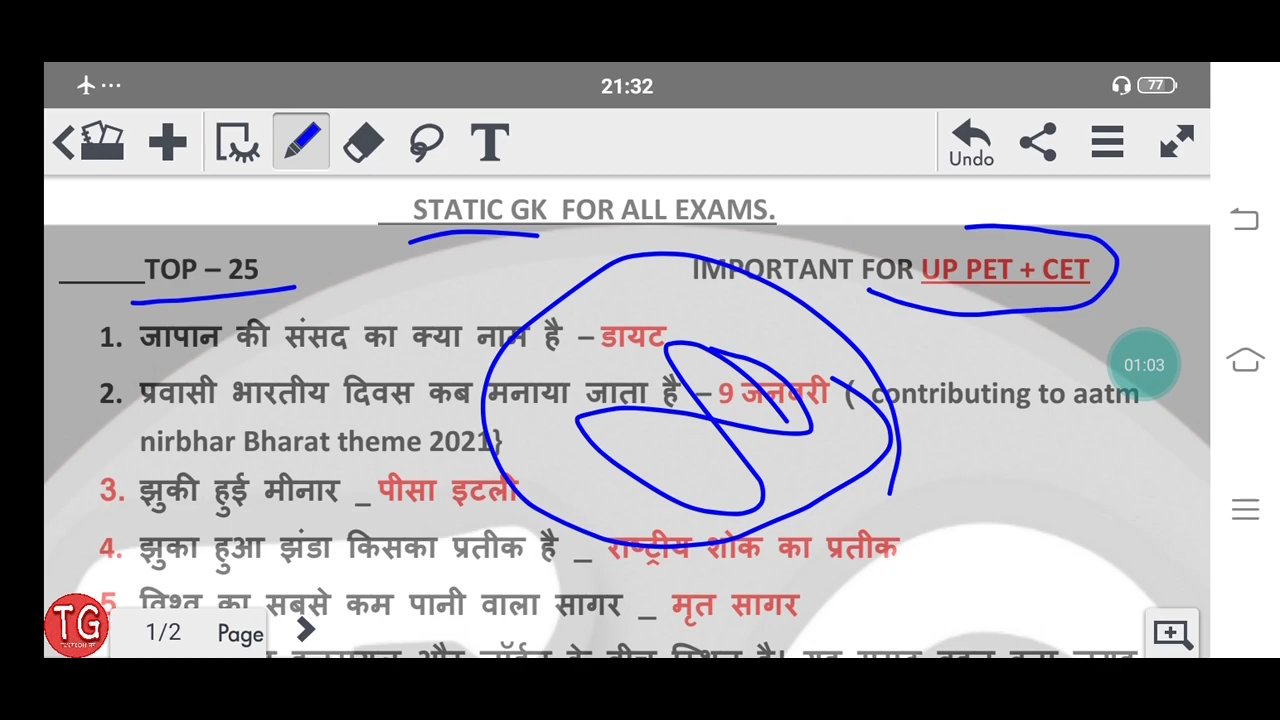 21:32
77
T
Undo
STATIC GK FOR ALL EXAMS.
TOP – 25
IMPORTANT FOR UP PET + CET
1. जापान की संसद का क्या नाम है – डायट
01:03
2. प्रवासी भारतीय दिवस कब मनाया जाता है – 9 जनवरी ( contributing to aatm
nirbhar Bharat theme 2021}
3. झुकी हुई मीनार _ पीसा इटली
4. झुका हुआ झंडा किसका प्रतीक है _ राष्ट्रीय शोक का प्रतीक
5 विश्व का सबसे कम पानी वाला सागर _ मृत सागर
TG
1/2 Page